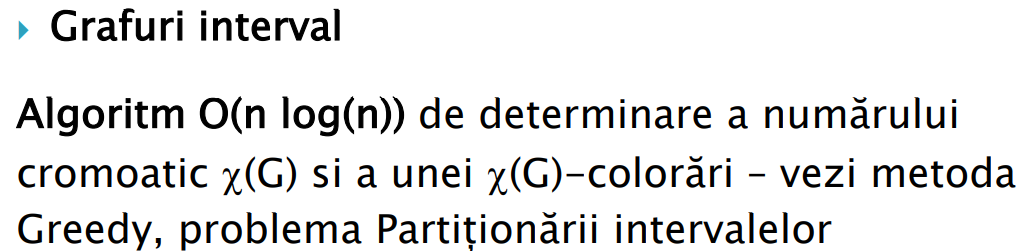 Grafuri interval
Algoritm O(n log(n)) de determinare a numărului
cromoatic χ(G) si a unei χ(G)-colorări – vezi metoda
Greedy, problema Partiționării intervalelor